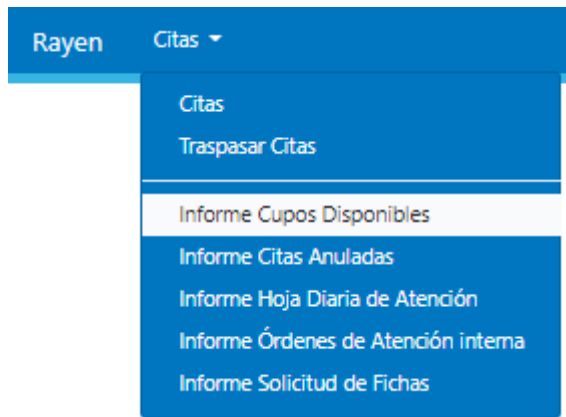 Rayen Citas
Citas
Traspasar Citas
Informe Cupos Disponibles
Informe Citas Anuladas
Informe Hoja Diaria de Atención
Informe Órdenes de Atención interna
Informe Solicitud de Fichas